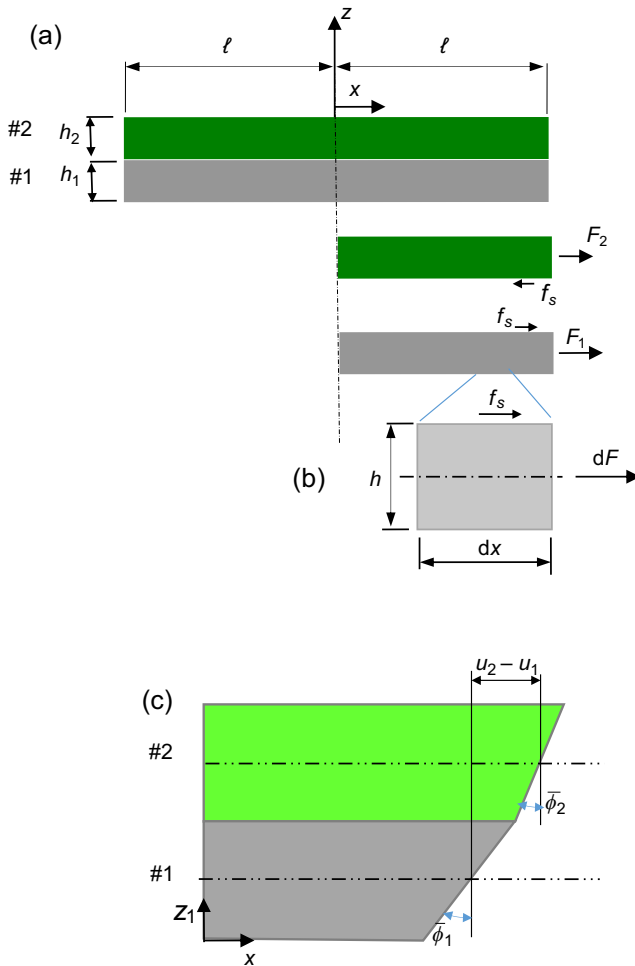 (a)
z
ℓ ℓ
x
#2 h₂
#1 h₁
F₂
fₛ
fₛ
F₁
fₛ
(b) h dF
dx
u₂ – u₁
(c)
#2
ϕ̄₂
#1
z₁
ϕ̄₁
x